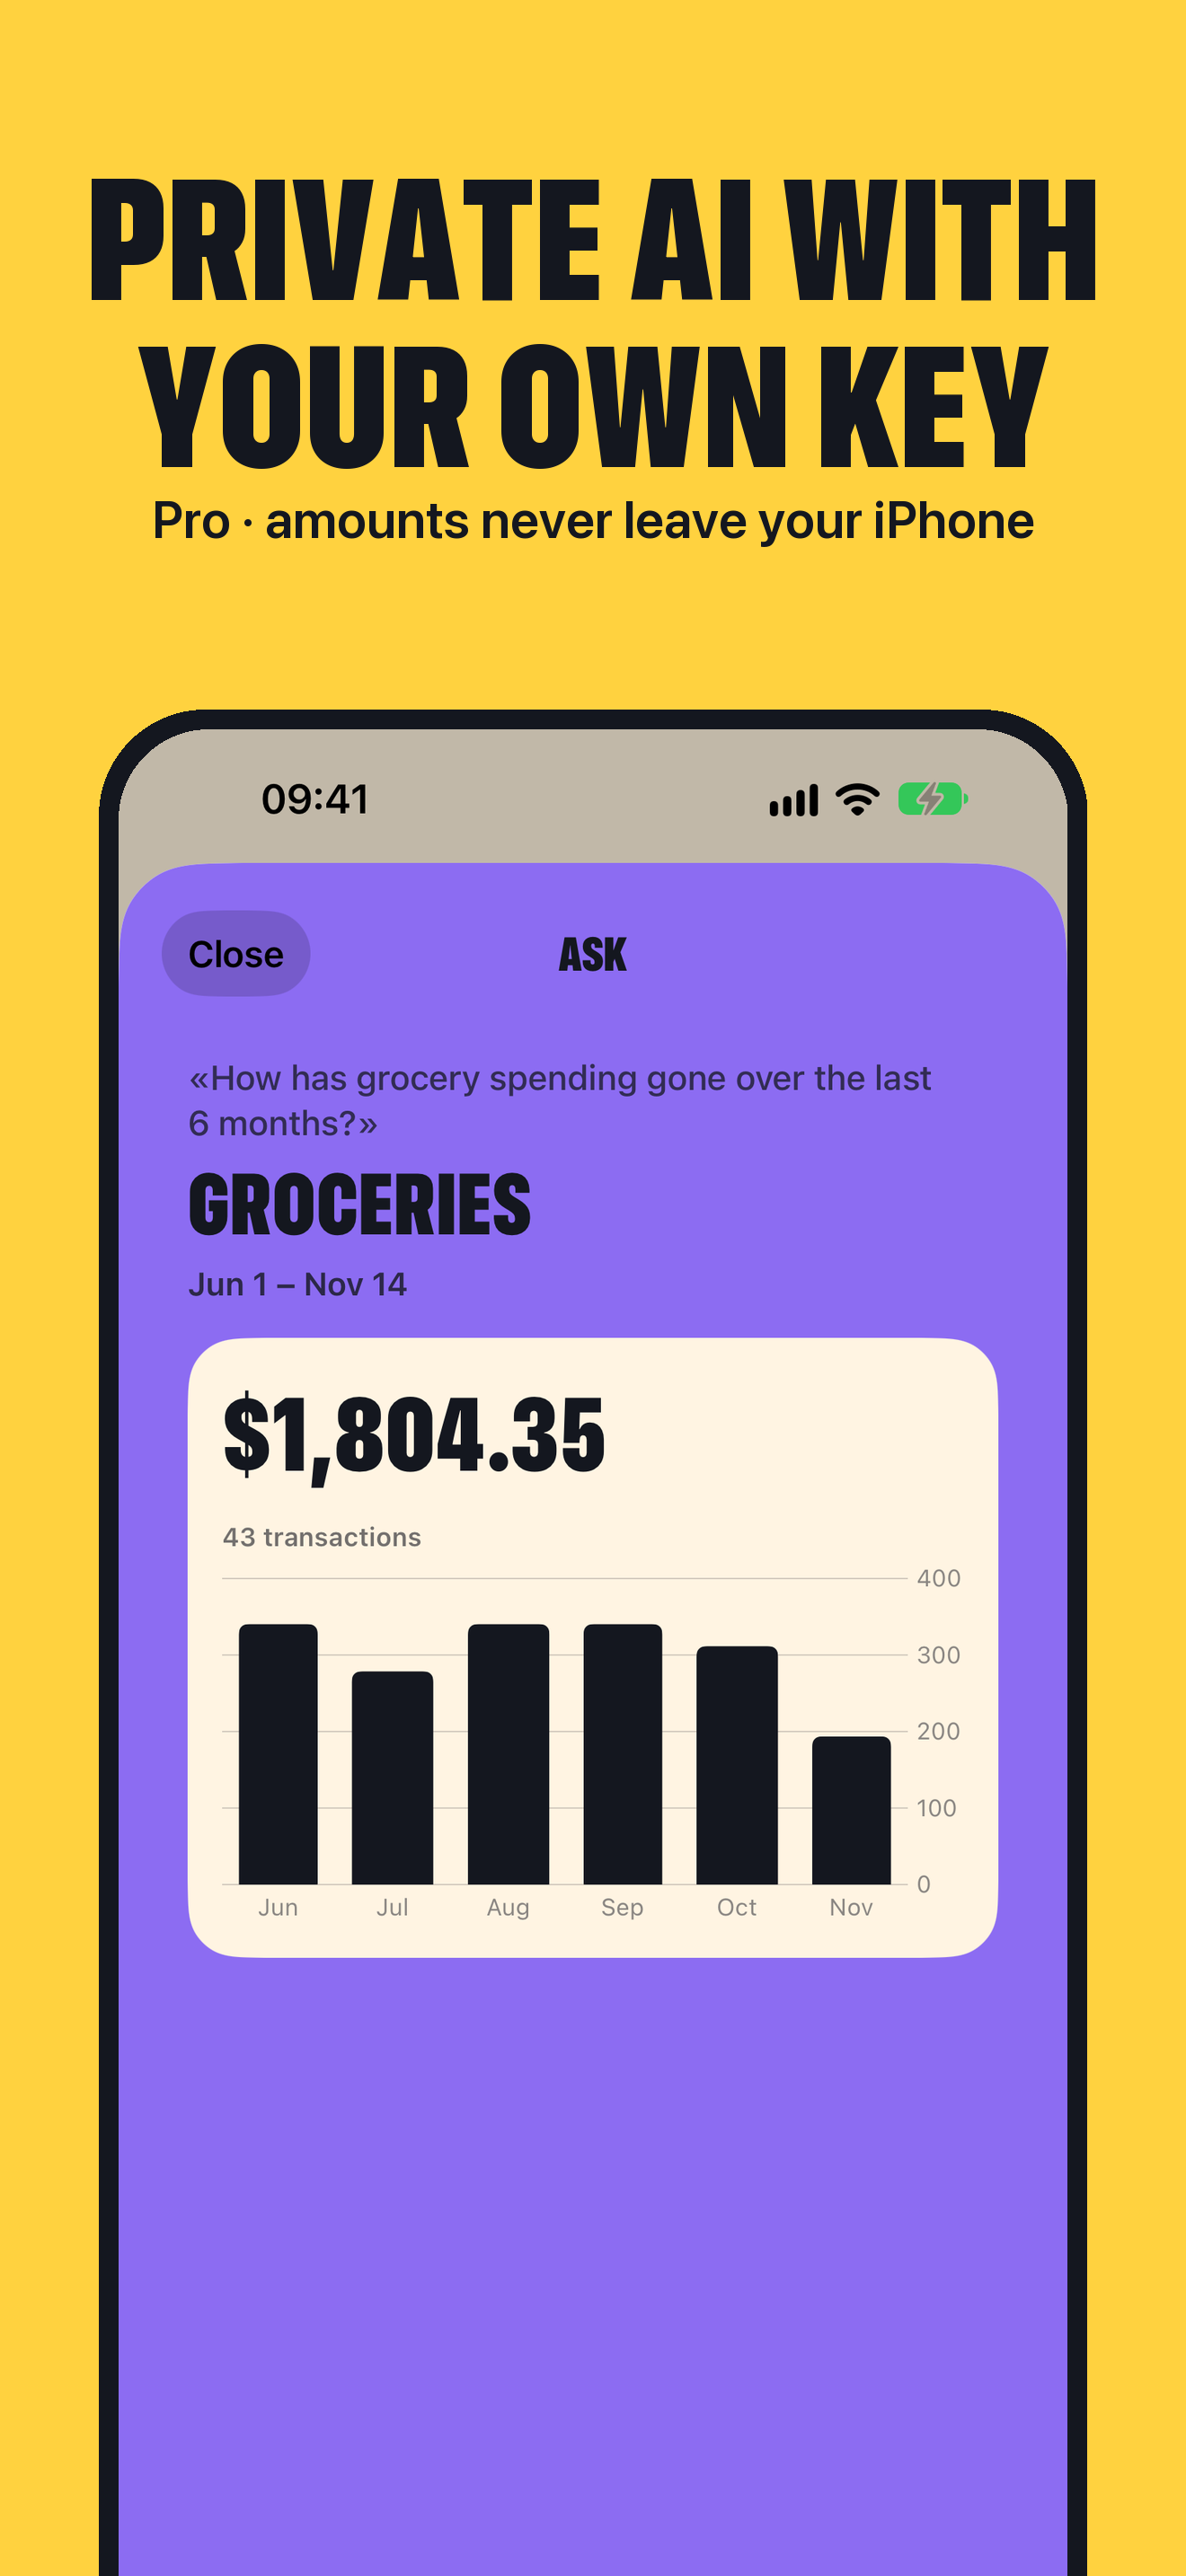 PRIVATE AI WITH
YOUR OWN KEY
Pro · amounts never leave your iPhone
09:41
Close
ASK
«How has grocery spending gone over the last
6 months?»
GROCERIES
Jun 1 – Nov 14
$1,804.35
43 transactions
400
300
200
100
0
Jun Jul Aug Sep Oct Nov